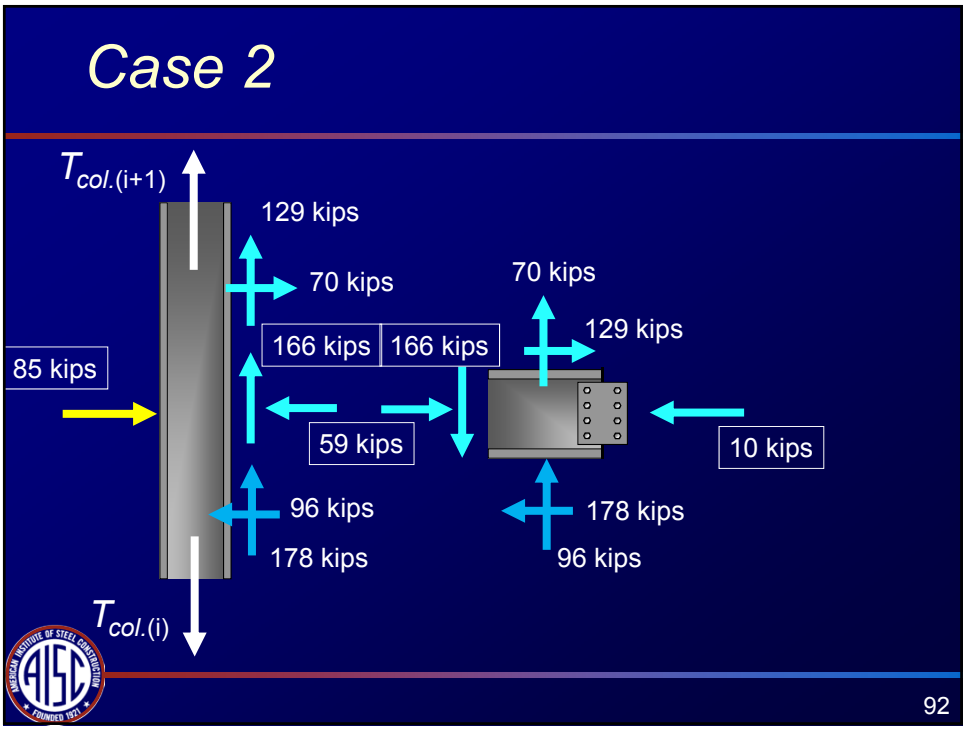 Case 2
Tcol.(i+1)
129 kips
70 kips
70 kips
129 kips
166 kips
166 kips
85 kips
59 kips
10 kips
96 kips
178 kips
178 kips
96 kips
Tcol.(i)
AMERICAN INSTITUTE OF STEEL CONSTRUCTION
AISC
FOUNDED 1921
92